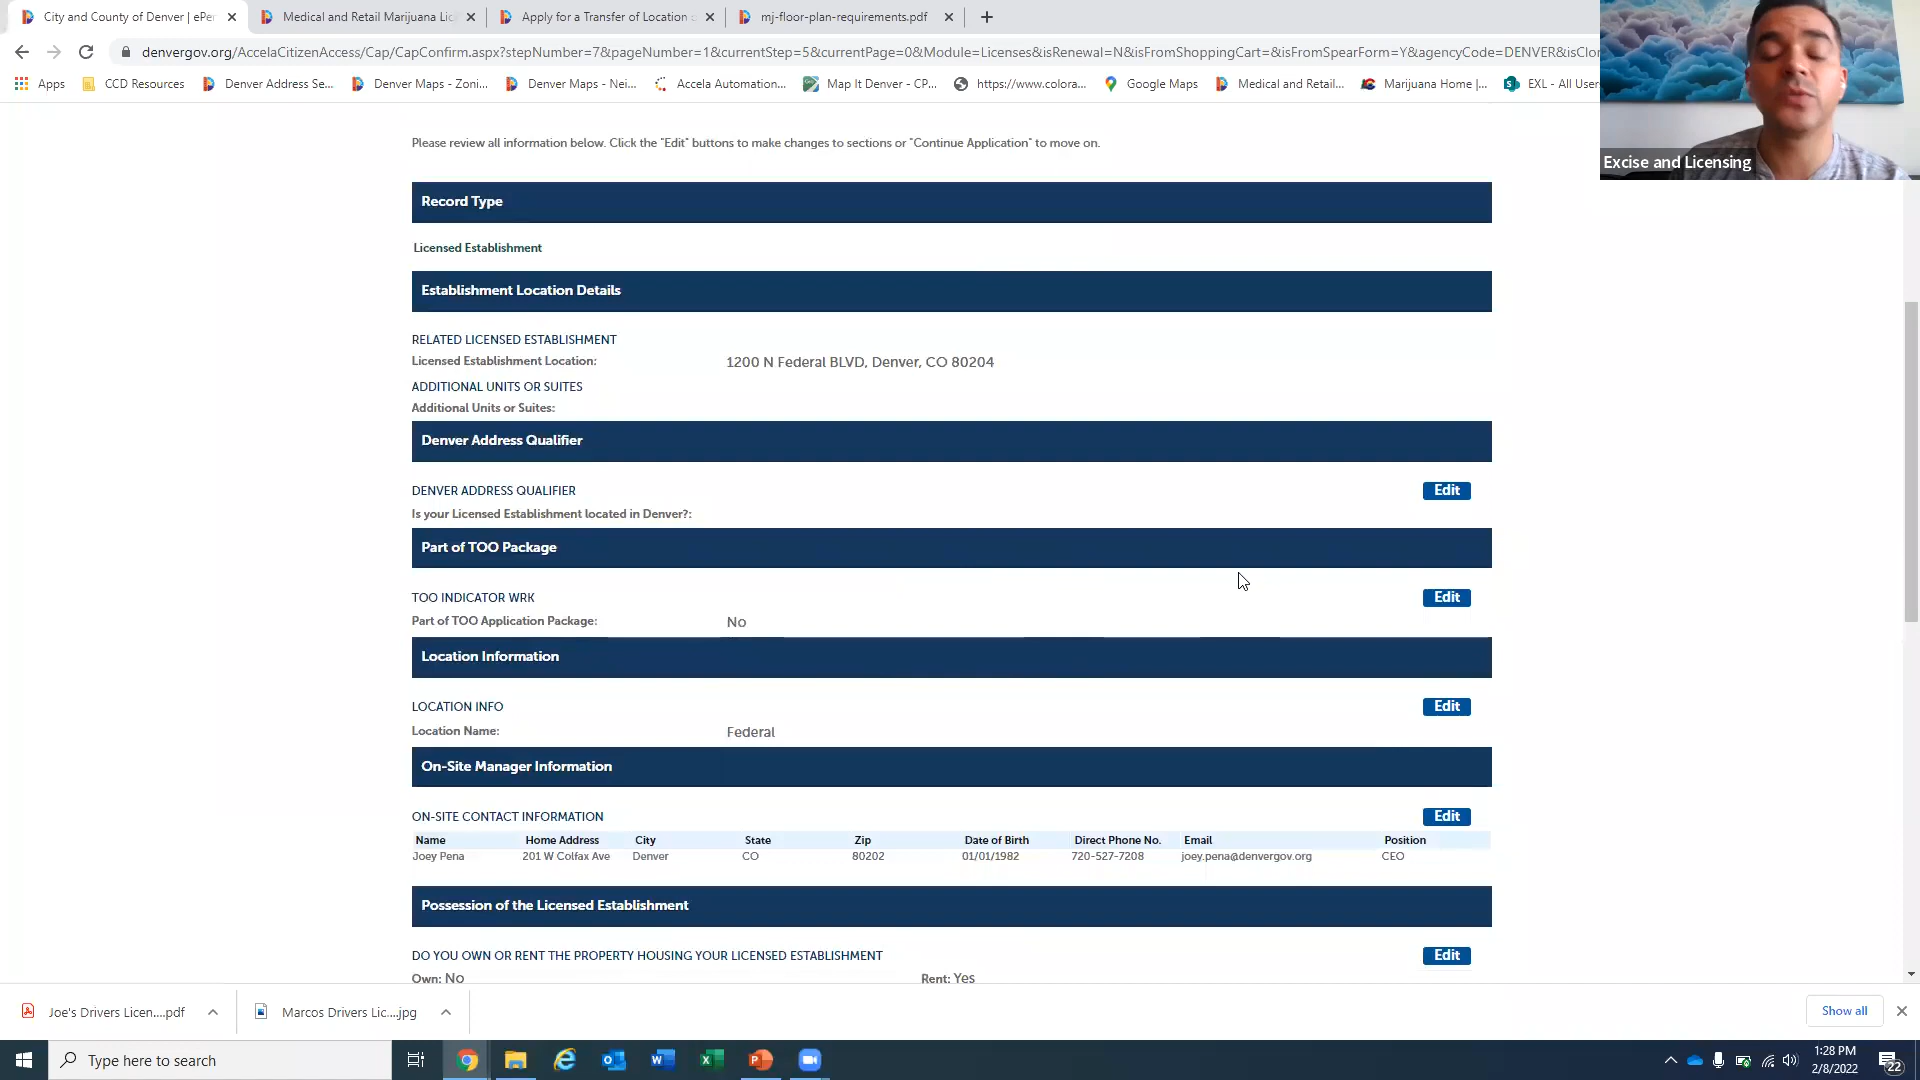 City and County of Denver | ePe
Medical and Retail Marijuana Lic
Apply for a Transfer of Location
mj-floor-plan-requirements.pdf
denvergov.org/AccelaCitizenAccess/Cap/CapConfirm.aspx?stepNumber=7&pageNumber=1&currentStep=5&currentPage=0&Module=Licenses&isRenewal=N&isFromShoppingCart=&isFromSpearForm=Y&agencyCode=DENVER&isClo
Apps
CCD Resources
Denver Address Se...
Denver Maps - Zoni...
Denver Maps - Nei...
Accela Automation...
Map It Denver - CP...
https://www.colora...
Google Maps
Medical and Retail...
Marijuana Home |...
EXL - All User
Excise and Licensing
Please review all information below. Click the "Edit" buttons to make changes to sections or "Continue Application" to move on.
Record Type
Licensed Establishment
Establishment Location Details
RELATED LICENSED ESTABLISHMENT
Licensed Establishment Location: 1200 N Federal BLVD, Denver, CO 80204
ADDITIONAL UNITS OR SUITES
Additional Units or Suites:
Denver Address Qualifier
DENVER ADDRESS QUALIFIER Edit
Is your Licensed Establishment located in Denver?:
Part of TOO Package
TOO INDICATOR WRK Edit
Part of TOO Application Package: No
Location Information
LOCATION INFO Edit
Location Name: Federal
On-Site Manager Information
ON-SITE CONTACT INFORMATION Edit
Name Home Address City State Zip Date of Birth Direct Phone No. Email Position
Joey Pena 201 W Colfax Ave Denver CO 80202 01/01/1982 720-527-7208 joey.pena@denvergov.org CEO
Possession of the Licensed Establishment
DO YOU OWN OR RENT THE PROPERTY HOUSING YOUR LICENSED ESTABLISHMENT Edit
Own: No Rent: Yes
Joe's Drivers Licen....pdf
Marcos Drivers Lic....jpg
Show all
Type here to search
1:28 PM
2/8/2022
22